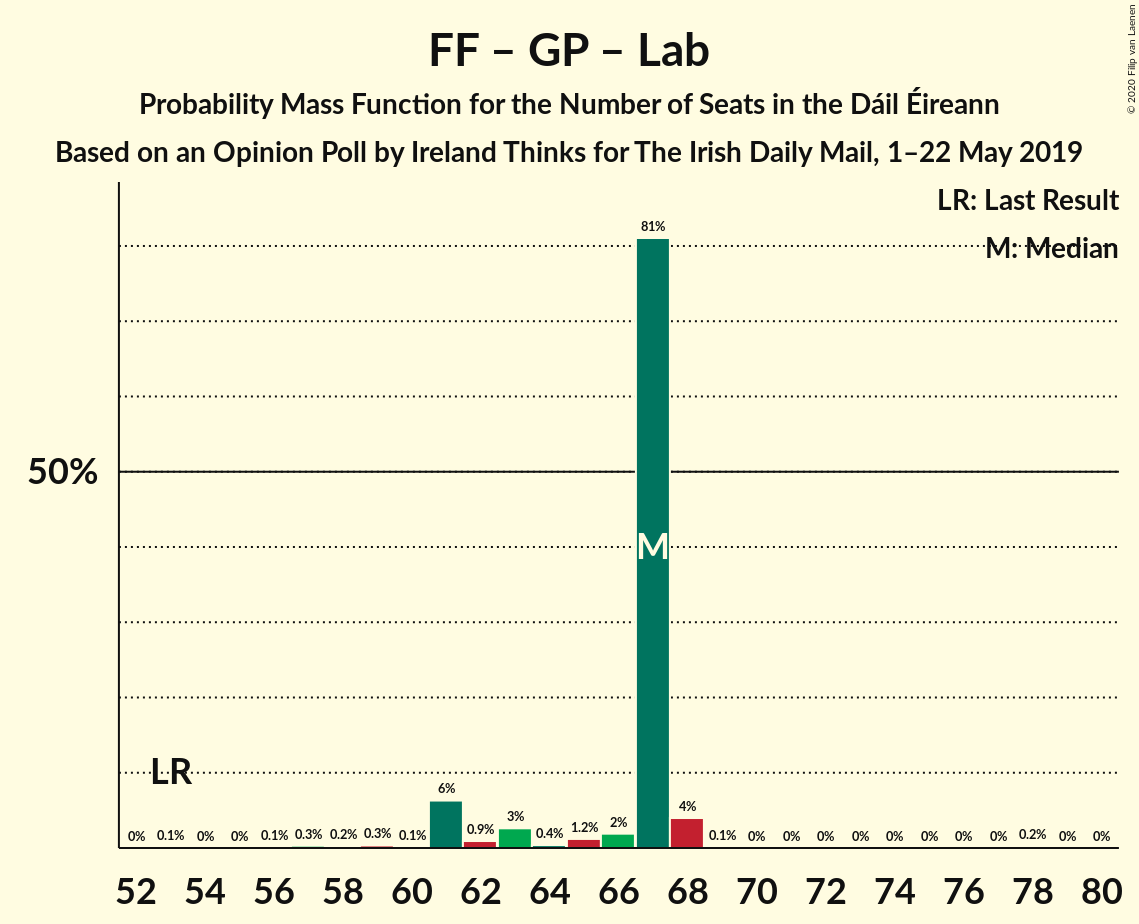 FF – GP – Lab
Probability Mass Function for the Number of Seats in the Dáil Éireann
Based on an Opinion Poll by Ireland Thinks for The Irish Daily Mail, 1–22 May 2019
© 2020 Filip van Laenen
LR: Last Result
M: Median
50%
81%
M
LR
0% 0.1% 0% 0% 0.1% 0.3% 0.2% 0.3% 0.1% 6% 0.9% 3% 0.4% 1.2% 2% 4% 0.1% 0% 0% 0% 0% 0% 0% 0% 0% 0.2% 0% 0%
52 54 56 58 60 62 64 66 68 70 72 74 76 78 80